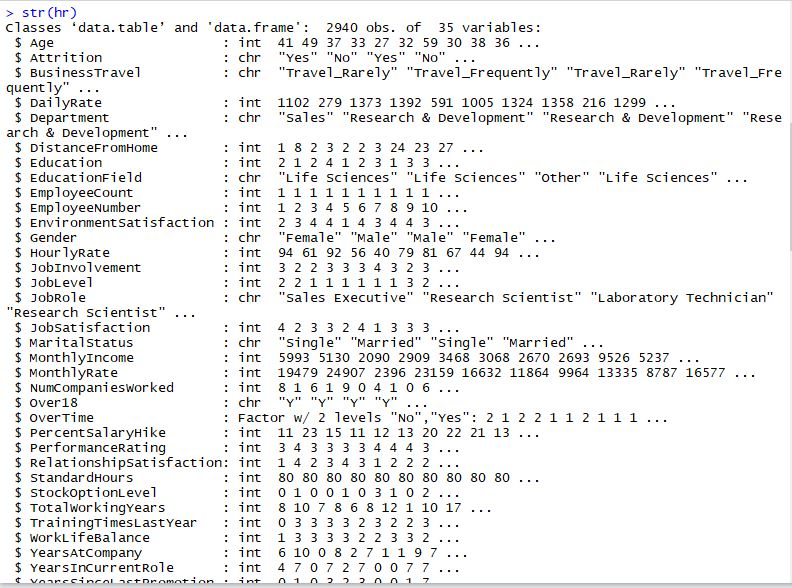 > str(hr)
Classes ‘data.table’ and 'data.frame':  2940 obs. of  35 variables:
 $ Age                     : int  41 49 37 33 27 32 59 30 38 36 ...
 $ Attrition               : chr  "Yes" "No" "Yes" "No" ...
 $ BusinessTravel          : chr  "Travel_Rarely" "Travel_Frequently" "Travel_Rarely" "Travel_Fre
quently" ...
 $ DailyRate               : int  1102 279 1373 1392 591 1005 1324 1358 216 1299 ...
 $ Department              : chr  "Sales" "Research & Development" "Research & Development" "Rese
arch & Development" ...
 $ DistanceFromHome        : int  1 8 2 3 2 2 3 24 23 27 ...
 $ Education               : int  2 1 2 4 1 2 3 1 3 3 ...
 $ EducationField          : chr  "Life Sciences" "Life Sciences" "Other" "Life Sciences" ...
 $ EmployeeCount           : int  1 1 1 1 1 1 1 1 1 1 ...
 $ EmployeeNumber          : int  1 2 3 4 5 6 7 8 9 10 ...
 $ EnvironmentSatisfaction : int  2 3 4 4 1 4 3 4 4 3 ...
 $ Gender                  : chr  "Female" "Male" "Male" "Female" ...
 $ HourlyRate              : int  94 61 92 56 40 79 81 67 44 94 ...
 $ JobInvolvement          : int  3 2 2 3 3 3 4 3 2 3 ...
 $ JobLevel                : int  2 2 1 1 1 1 1 1 3 2 ...
 $ JobRole                 : chr  "Sales Executive" "Research Scientist" "Laboratory Technician"
"Research Scientist" ...
 $ JobSatisfaction         : int  4 2 3 3 2 4 1 3 3 3 ...
 $ MaritalStatus           : chr  "Single" "Married" "Single" "Married" ...
 $ MonthlyIncome           : int  5993 5130 2090 2909 3468 3068 2670 2693 9526 5237 ...
 $ MonthlyRate             : int  19479 24907 2396 23159 16632 11864 9964 13335 8787 16577 ...
 $ NumCompaniesWorked      : int  8 1 6 1 9 0 4 1 0 6 ...
 $ Over18                  : chr  "Y" "Y" "Y" "Y" ...
 $ OverTime                : Factor w/ 2 levels "No","Yes": 2 1 2 2 1 1 2 1 1 1 ...
 $ PercentSalaryHike       : int  11 23 15 11 12 13 20 22 21 13 ...
 $ PerformanceRating       : int  3 4 3 3 3 3 4 4 4 3 ...
 $ RelationshipSatisfaction: int  1 4 2 3 4 3 1 2 2 2 ...
 $ StandardHours           : int  80 80 80 80 80 80 80 80 80 80 ...
 $ StockOptionLevel        : int  0 1 0 0 1 0 3 1 0 2 ...
 $ TotalWorkingYears       : int  8 10 7 8 6 8 12 1 10 17 ...
 $ TrainingTimesLastYear   : int  0 3 3 3 3 2 3 2 2 3 ...
 $ WorkLifeBalance         : int  1 3 3 3 3 2 2 3 3 2 ...
 $ YearsAtCompany          : int  6 10 0 8 2 7 1 1 9 7 ...
 $ YearsInCurrentRole      : int  4 7 0 7 2 7 0 0 7 7 ...
 $ YearsSinceLastPromotion : int  0 1 0 3 2 3 0 0 1 7 ...